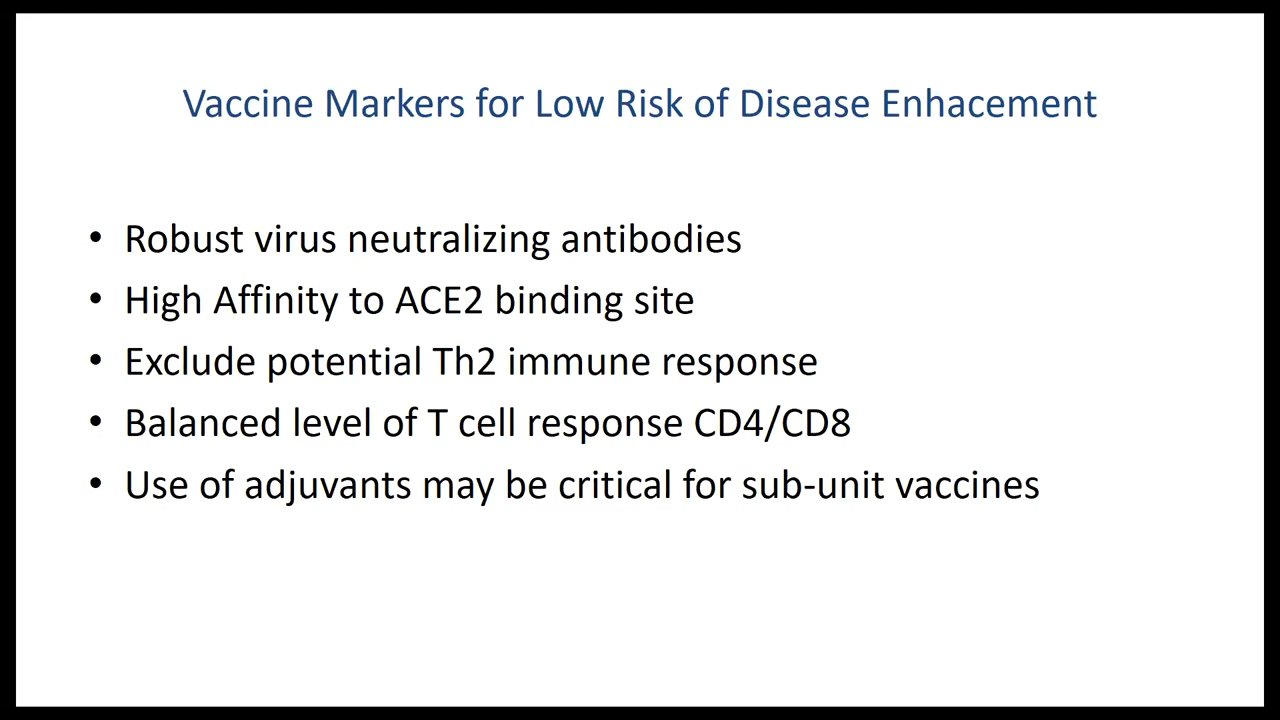 Vaccine Markers for Low Risk of Disease Enhacement
• Robust virus neutralizing antibodies
• High Affinity to ACE2 binding site
• Exclude potential Th2 immune response
• Balanced level of T cell response CD4/CD8
• Use of adjuvants may be critical for sub-unit vaccines